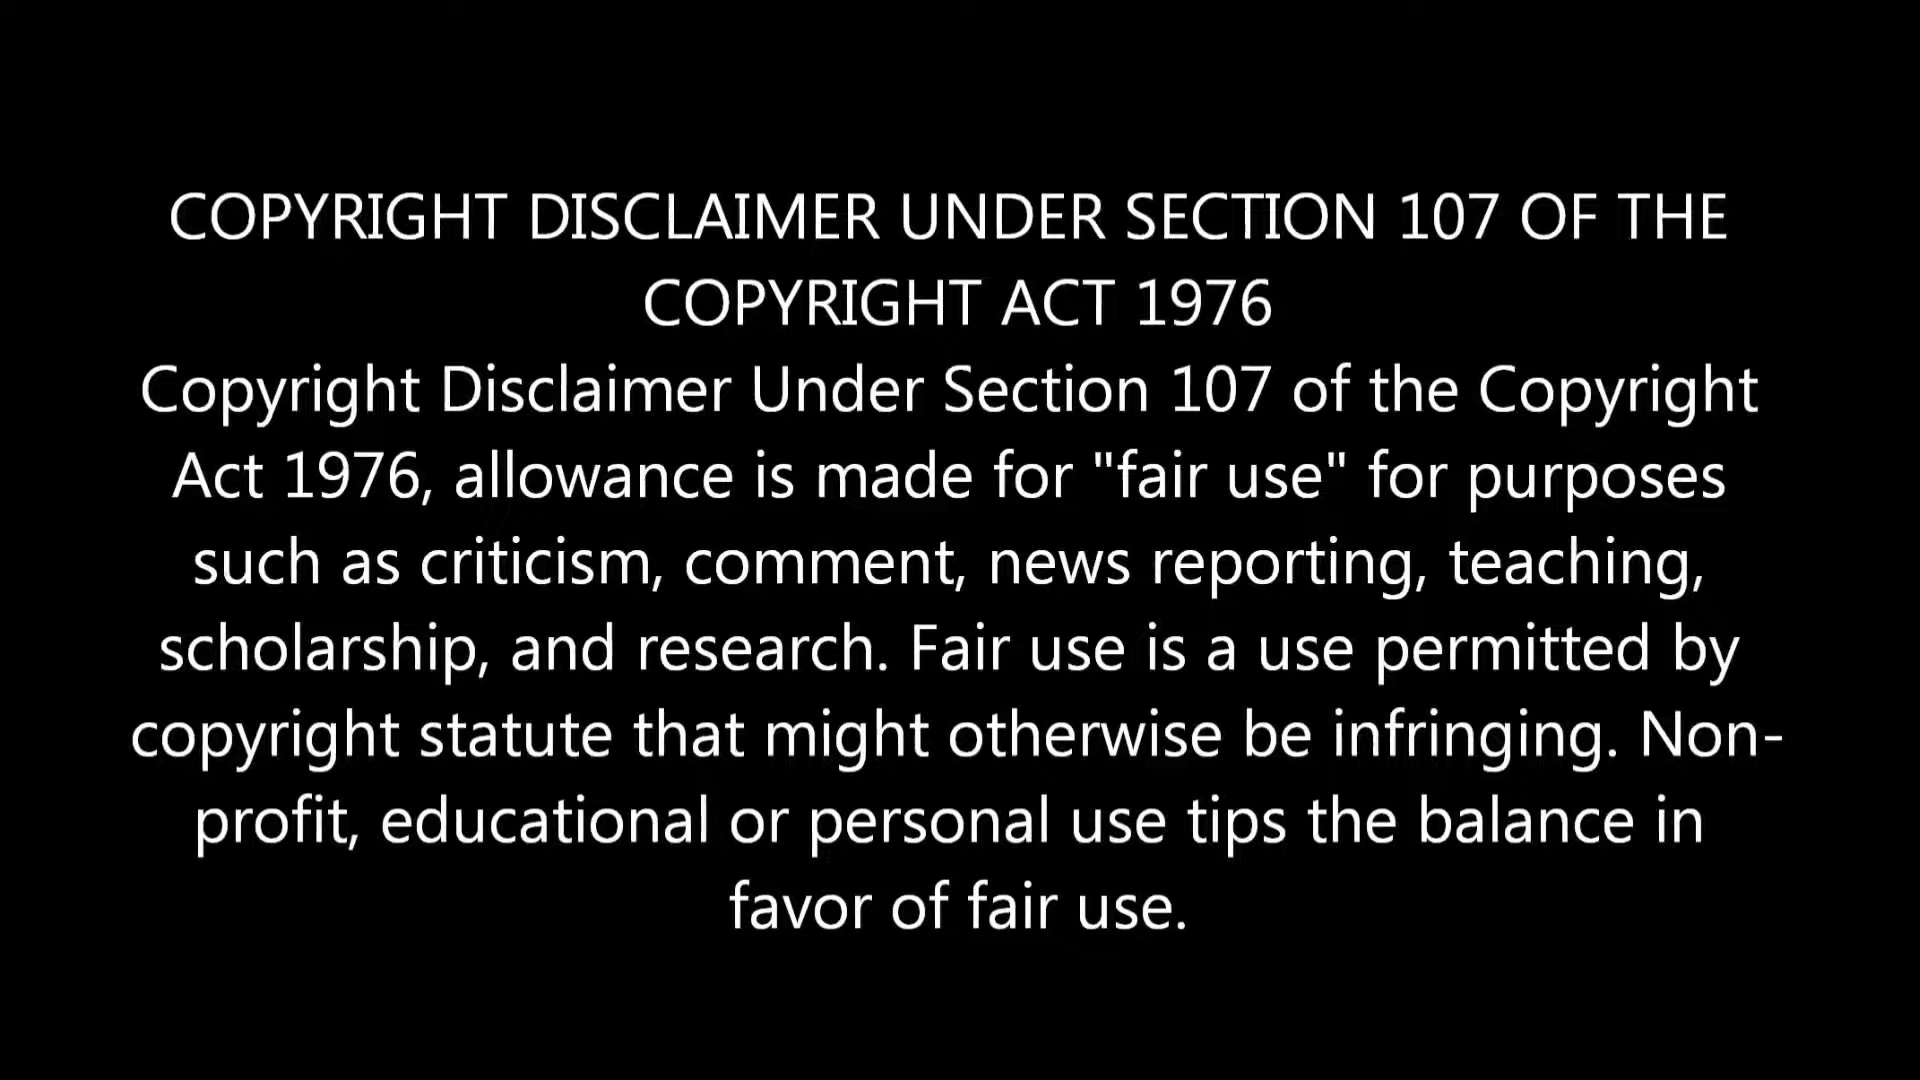 COPYRIGHT DISCLAIMER UNDER SECTION 107 OF THE
COPYRIGHT ACT 1976
Copyright Disclaimer Under Section 107 of the Copyright
Act 1976, allowance is made for "fair use" for purposes
such as criticism, comment, news reporting, teaching,
scholarship, and research. Fair use is a use permitted by
copyright statute that might otherwise be infringing. Non-
profit, educational or personal use tips the balance in
favor of fair use.